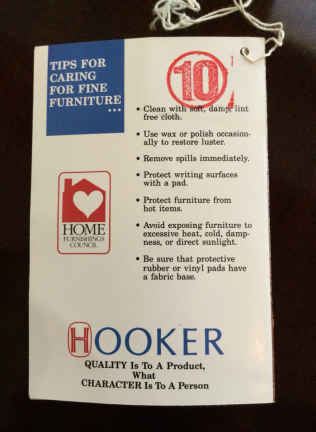 TIPS FOR
CARING
FOR FINE
FURNITURE
...
10
• Clean with soft, damp, lint
free cloth.
• Use wax or polish occasion-
ally to restore luster.
• Remove spills immediately.
• Protect writing surfaces
with a pad.
• Protect furniture from
hot items.
• Avoid exposing furniture to
excessive heat, cold, damp-
ness, or direct sunlight.
• Be sure that protective
rubber or vinyl pads have
a fabric base.
HOME
FURNISHINGS
COUNCIL
HOOKER
QUALITY Is To A Product,
What
CHARACTER Is To A Person